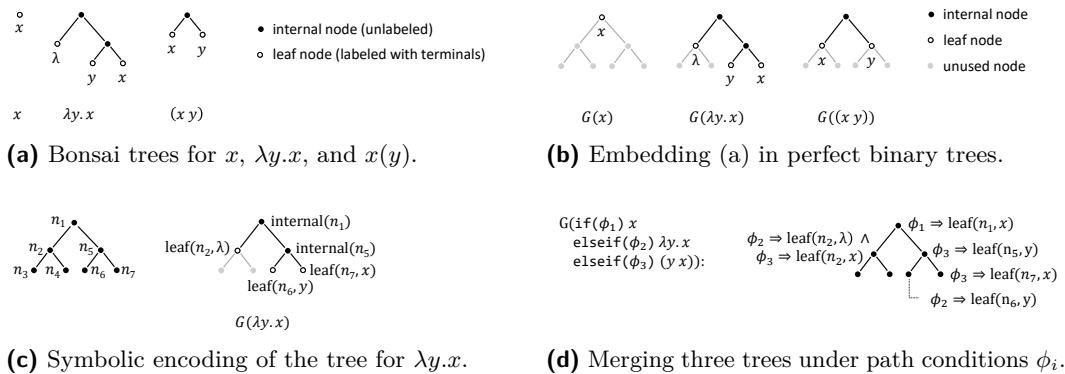 x
λ
y
x
x
y
internal node (unlabeled)
leaf node (labeled with terminals)
x
λy.x
(x y)
(a) Bonsai trees for x, λy.x, and x(y).
x
λ
y
x
x
y
internal node
leaf node
unused node
G(x)
G(λy.x)
G((x y))
(b) Embedding (a) in perfect binary trees.
n₁
n₂
n₅
n₃
n₄
n₆
n₇
internal(n₁)
leaf(n₂, λ)
internal(n₅)
leaf(n₇, x)
leaf(n₆, y)
G(λy.x)
(c) Symbolic encoding of the tree for λy.x.
G(if(ϕ₁) x
elseif(ϕ₂) λy.x
elseif(ϕ₃) (y x)):
ϕ₁ ⇒ leaf(n₁, x)
ϕ₂ ⇒ leaf(n₂, λ) ∧
ϕ₃ ⇒ leaf(n₂, x)
ϕ₃ ⇒ leaf(n₅, y)
ϕ₃ ⇒ leaf(n₇, x)
ϕ₂ ⇒ leaf(n₆, y)
(d) Merging three trees under path conditions ϕᵢ.